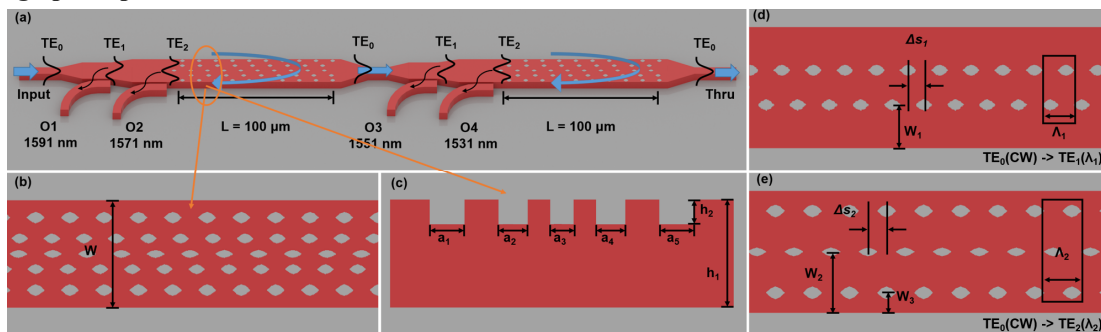 (a)
TE₀
TE₁
TE₂
TE₀
TE₁
TE₂
TE₀
Input
Thru
O1
1591 nm
O2
1571 nm
L = 100 μm
O3
1551 nm
O4
1531 nm
L = 100 μm
(b)
W
(c)
h₂
a₁
a₂
a₃
a₄
a₅
h₁
(d)
Δs₁
W₁
Λ₁
TE₀(CW) -> TE₁(λ₁)
(e)
Δs₂
W₂
W₃
Λ₂
TE₀(CW) -> TE₂(λ₂)